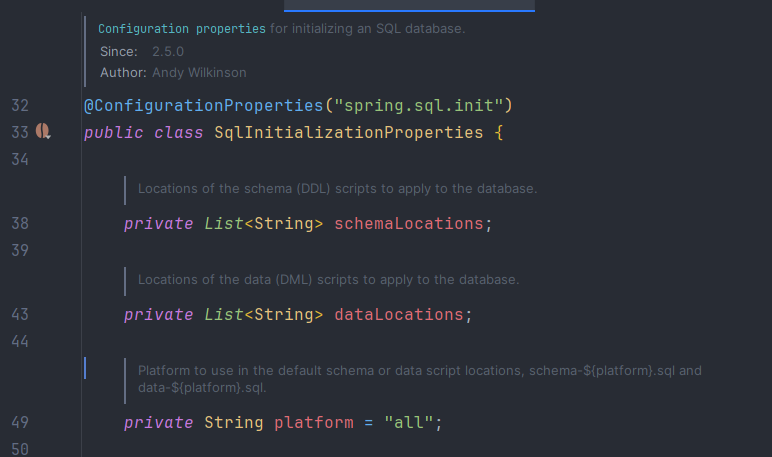 Configuration properties for initializing an SQL database.
Since: 2.5.0
Author: Andy Wilkinson
32 @ConfigurationProperties("spring.sql.init")
33 public class SqlInitializationProperties {
34
Locations of the schema (DDL) scripts to apply to the database.
38 private List<String> schemaLocations;
39
Locations of the data (DML) scripts to apply to the database.
43 private List<String> dataLocations;
44
Platform to use in the default schema or data script locations, schema-${platform}.sql and
data-${platform}.sql.
49 private String platform = "all";
50